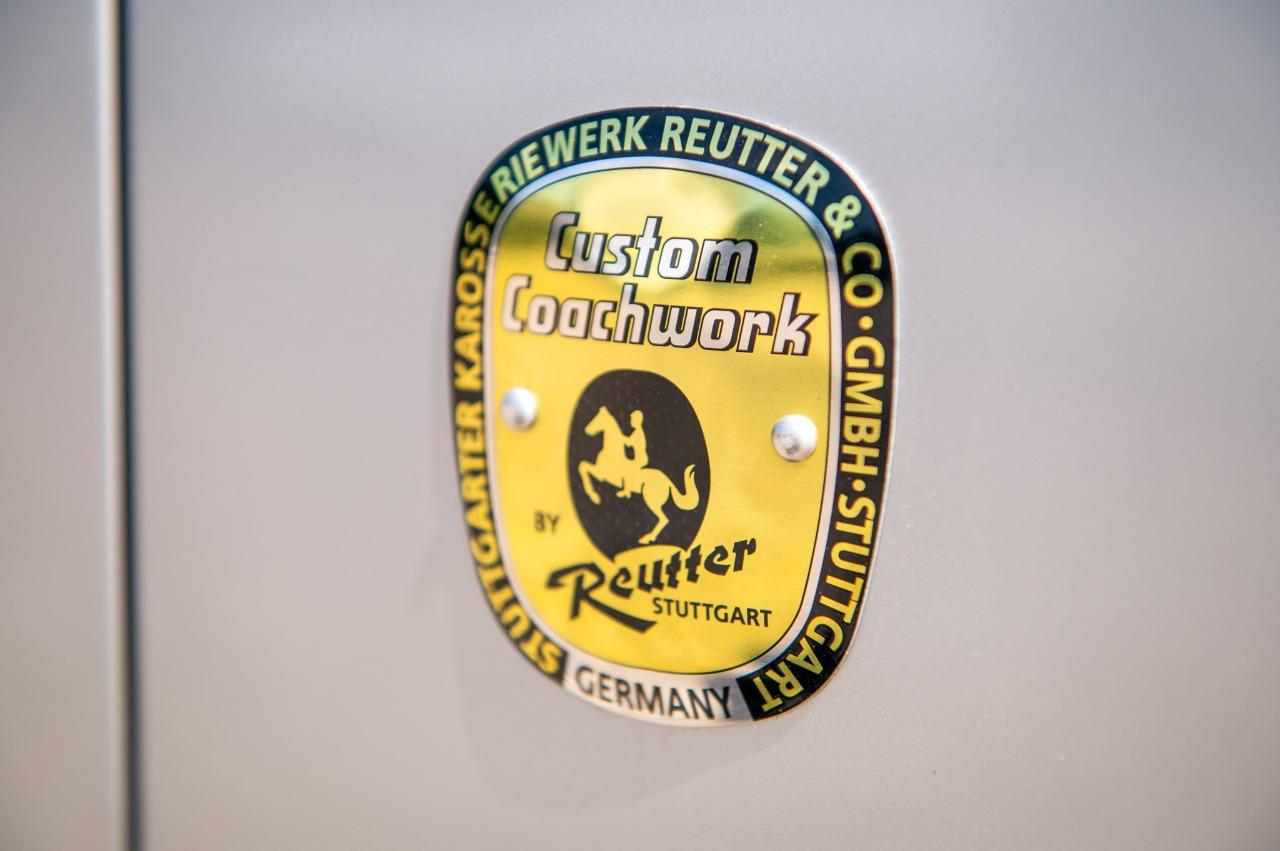 STUTTGARTER KAROSSERIEWERK REUTTER & CO·GMBH·STUTTGART
Custom
Coachwork
BY
Reutter
STUTTGART
GERMANY